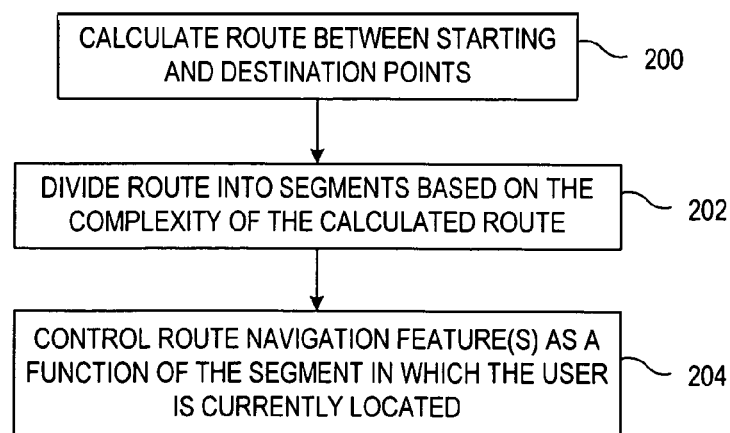 CALCULATE ROUTE BETWEEN STARTING
AND DESTINATION POINTS
200
DIVIDE ROUTE INTO SEGMENTS BASED ON THE
COMPLEXITY OF THE CALCULATED ROUTE
202
CONTROL ROUTE NAVIGATION FEATURE(S) AS A
FUNCTION OF THE SEGMENT IN WHICH THE USER
IS CURRENTLY LOCATED
204